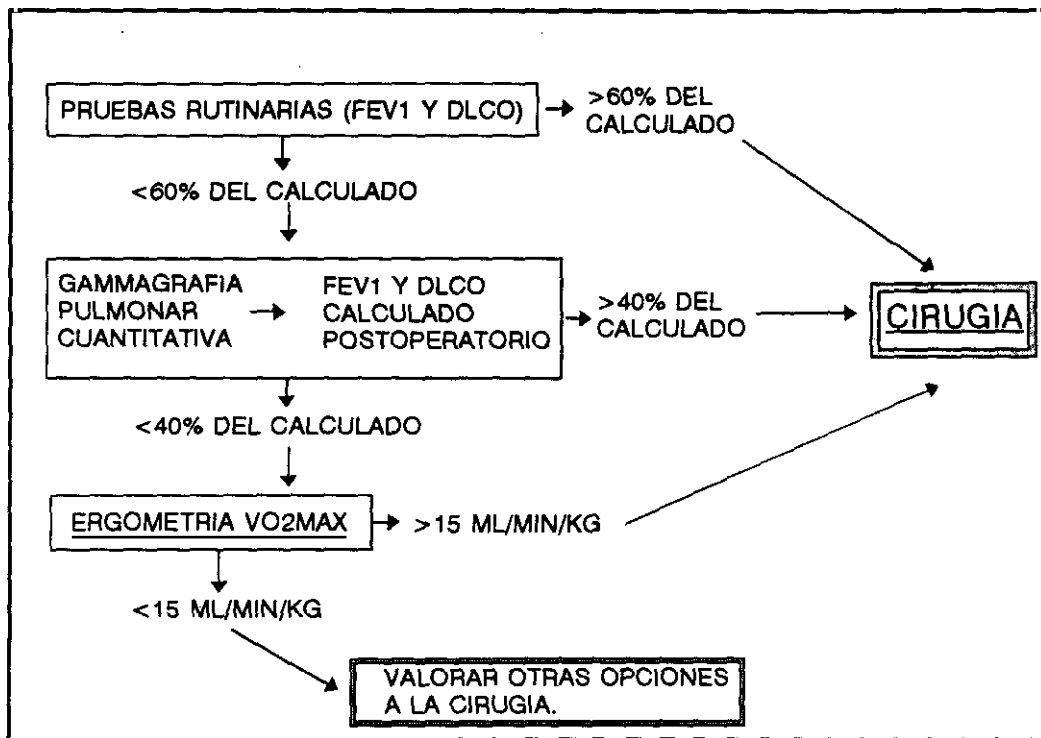 PRUEBAS RUTINARIAS (FEV1 Y DLCO)
>60% DEL
CALCULADO
<60% DEL CALCULADO
GAMMAGRAFIA
PULMONAR
CUANTITATIVA
FEV1 Y DLCO
CALCULADO
POSTOPERATORIO
>40% DEL
CALCULADO
CIRUGIA
<40% DEL CALCULADO
ERGOMETRIA VO2MAX
>15 ML/MIN/KG
<15 ML/MIN/KG
VALORAR OTRAS OPCIONES
A LA CIRUGIA.